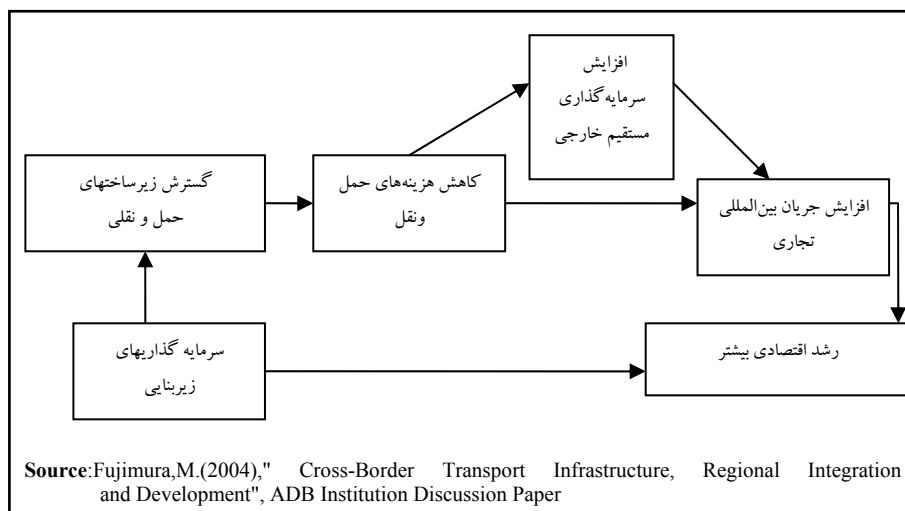 افزایش
سرمایه‌گذاری
مستقیم خارجی
گسترش زیرساختهای
حمل و نقلی
کاهش هزینه‌های حمل
ونقل
افزایش جریان بین‌المللی
تجاری
سرمایه گذاریهای
زیربنایی
رشد اقتصادی بیشتر
Source:Fujimura,M.(2004)," Cross-Border Transport Infrastructure, Regional Integration
and Development", ADB Institution Discussion Paper